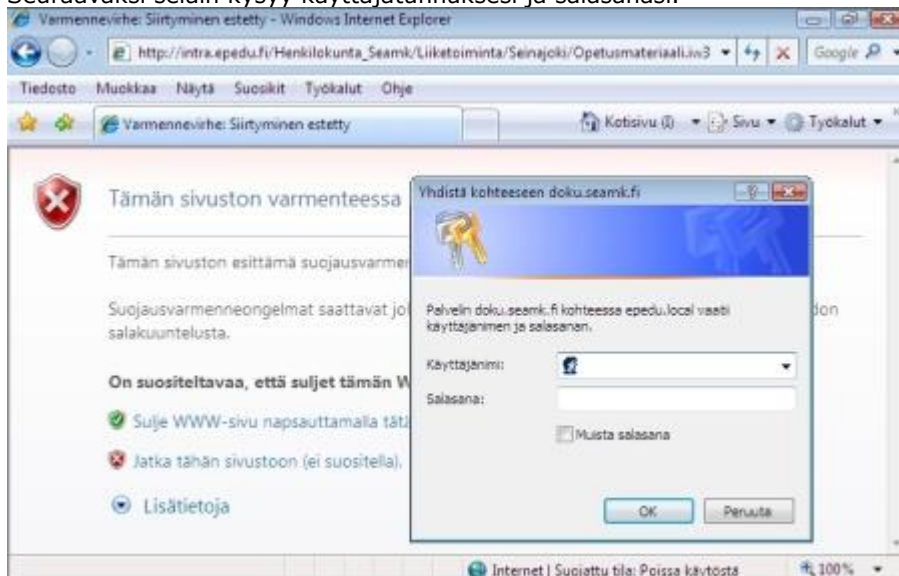 Seuraavaksi selain kysyy käyttäjätunnuksesi ja salasanasi.
Varmennevirhe: Siirtyminen estetty - Windows Internet Explorer
http://intra.epedu.fi/Henkilokunta_Seamk/Liiketoiminta/Seinajoki/Opetusmateriaali.iw3
Google
Tiedosto Muokkaa Näytä Suosikit Työkalut Ohje
Varmennevirhe: Siirtyminen estetty
Kotisivu (I) Sivu Työkalut
Tämän sivuston varmenteessa
Tämän sivuston esittämä suojausvarmen
Suojausvarmenneongelmat saattavat joh
don
salakuuntelusta.
On suositeltavaa, että suljet tämän W
Sulje WWW-sivu napsauttamalla tätä
Jatka tähän sivustoon (ei suositella).
Lisätietoja
Yhdistä kohteeseen doku.seamk.fi
Palvelin doku.seamk.fi kohteessa epedu.local vaatii
käyttäjänimen ja salasanan.
Käyttäjänimi:
Salasana:
Muista salasana
OK Peruuta
Internet | Suojattu tila: Poissa käytöstä 100%